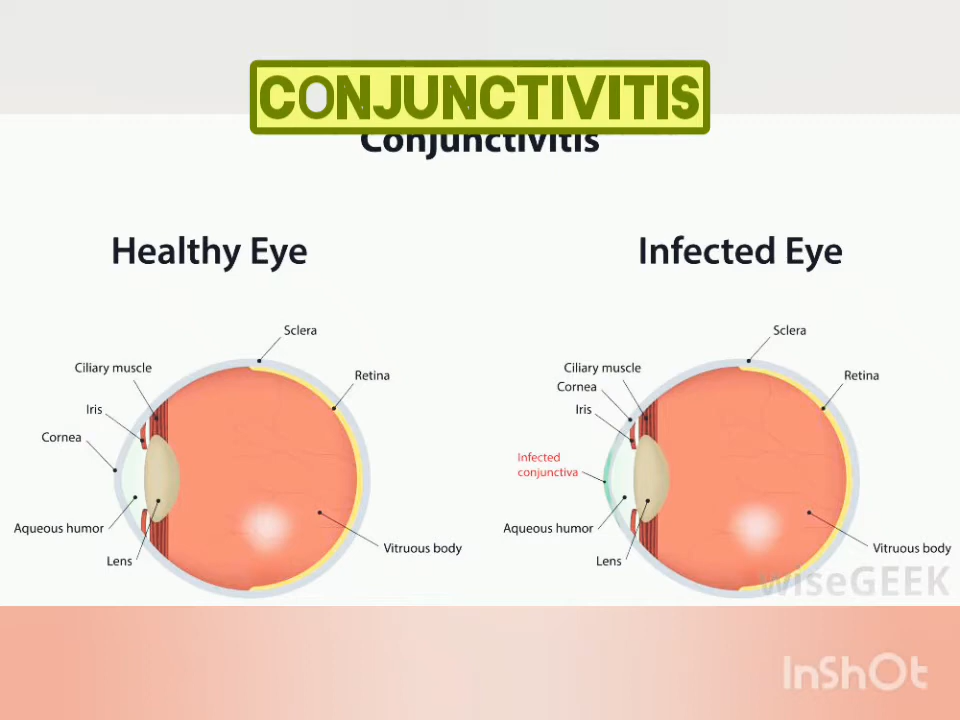 CONJUNCTIVITIS
Conjunctivitis
Healthy Eye
Infected Eye
Sclera
Ciliary muscle
Retina
Iris
Cornea
Aqueous humor
Lens
Vitruous body
Sclera
Ciliary muscle
Cornea
Retina
Iris
Infected
conjunctiva
Aqueous humor
Lens
Vitruous body
wiseGEEK
InShOt